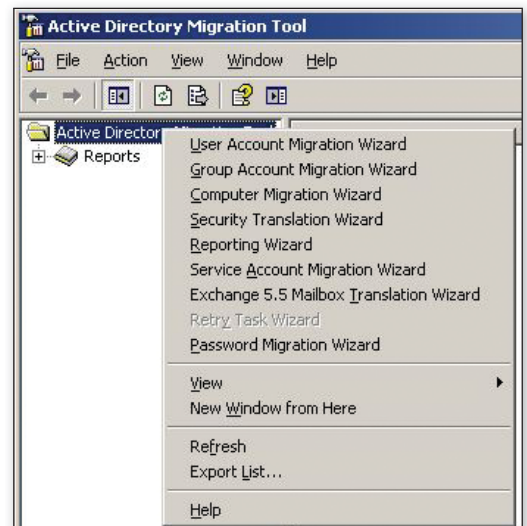 Active Directory Migration Tool
File Action View Window Help
Active Director
Reports
User Account Migration Wizard
Group Account Migration Wizard
Computer Migration Wizard
Security Translation Wizard
Reporting Wizard
Service Account Migration Wizard
Exchange 5.5 Mailbox Translation Wizard
Retry Task Wizard
Password Migration Wizard
View
New Window from Here
Refresh
Export List...
Help